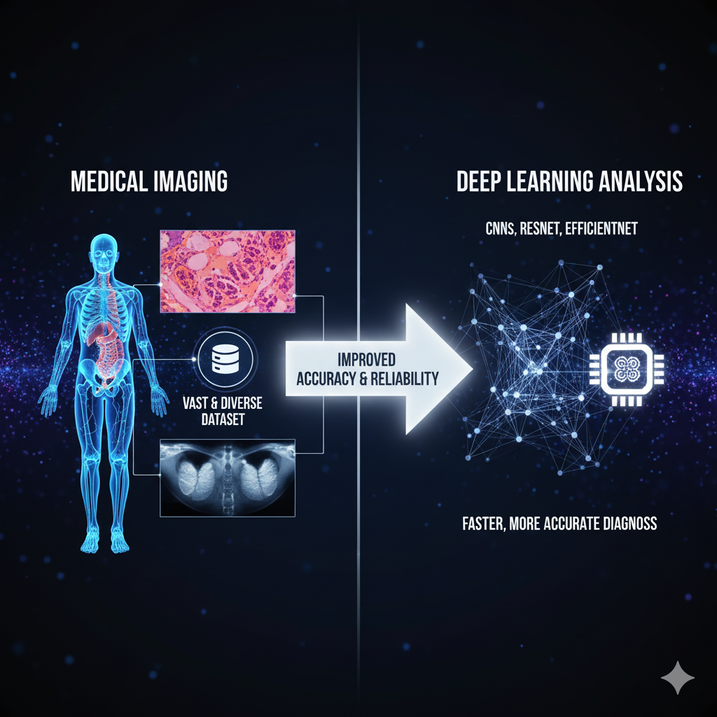 MEDICAL IMAGING
VAST & DIVERSE
DATASET
IMPROVED
ACCURACY & RELIABILITY
DEEP LEARNING ANALYSIS
CNNS, RESNET, EFFICIENTNET
FASTER, MORE ACCURATE DIAGNOSS